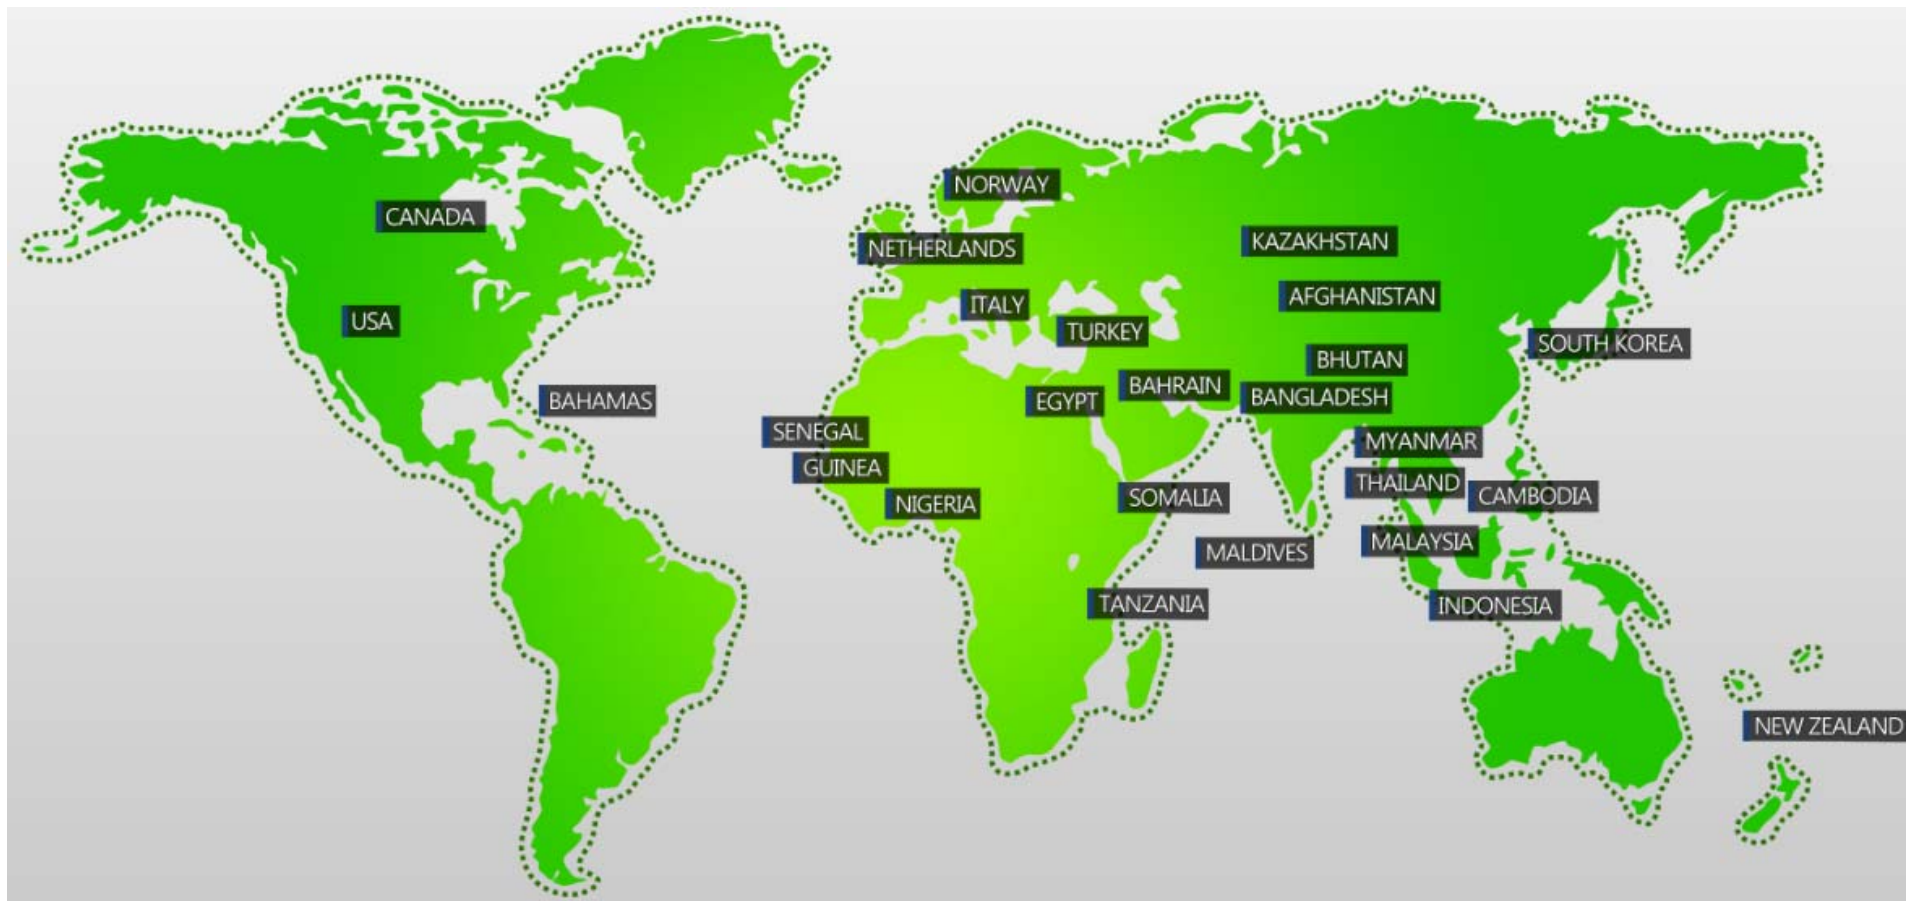 NORWAY
CANADA
KAZAKHSTAN
NETHERLANDS
AFGHANISTAN
ITALY
USA
TURKEY
SOUTH KOREA
BHUTAN
BAHRAIN
BANGLADESH
BAHAMAS
EGYPT
SENEGAL
MYANMAR
GUINEA
THAILAND
CAMBODIA
SOMALIA
NIGERIA
MALAYSIA
MALDIVES
TANZANIA
INDONESIA
NEW ZEALAND